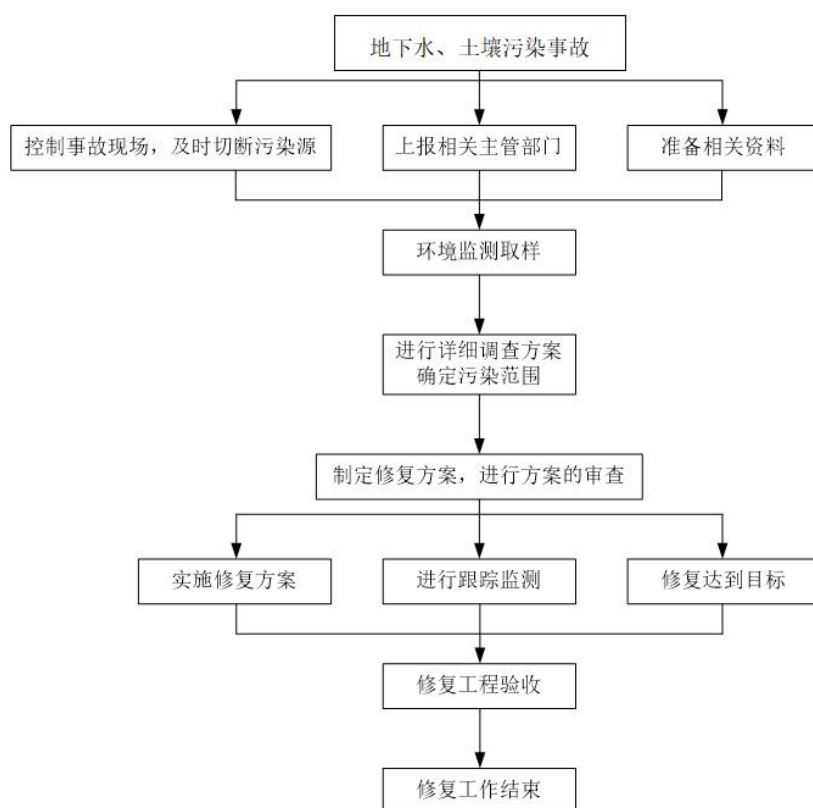 地下水、土壤污染事故
控制事故现场，及时切断污染源
上报相关主管部门
准备相关资料
环境监测取样
进行详细调查方案
确定污染范围
制定修复方案，进行方案的审查
实施修复方案
进行跟踪监测
修复达到目标
修复工程验收
修复工作结束